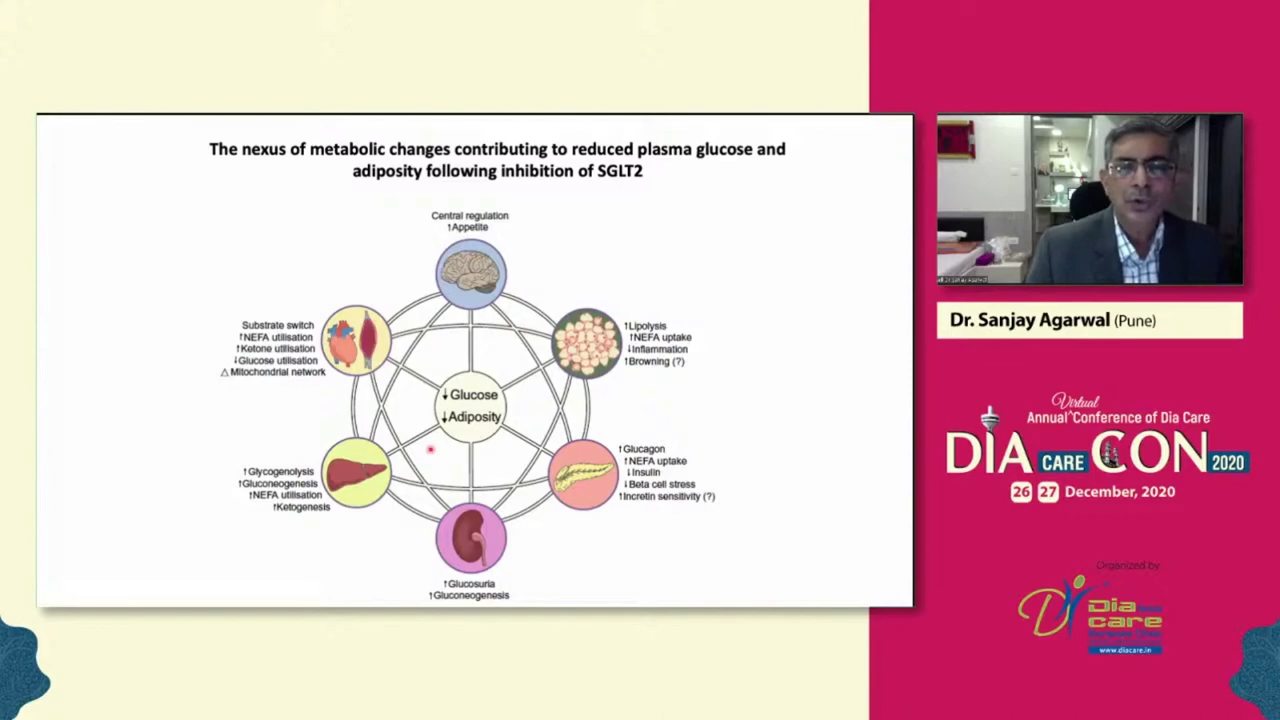 The nexus of metabolic changes contributing to reduced plasma glucose and
adiposity following inhibition of SGLT2
Central regulation
↑Appetite
Substrate switch
↑NEFA utilisation
↑Ketone utilisation
↓Glucose utilisation
△ Mitochondrial network
↑Lipolysis
↑NEFA uptake
↓Inflammation
↑Browning (?)
↓Glucose
↓Adiposity
↑Glycogenolysis
↑Gluconeogenesis
↑NEFA utilisation
↑Ketogenesis
↑Glucagon
↑NEFA uptake
↓Insulin
↓Beta cell stress
↑Incretin sensitivity (?)
↑Glucosuria
↑Gluconeogenesis
Dr. Sanjay Agarwal (Pune)
Virtual
Annual^Conference of Dia Care
DIA CARE CON 2020
26 27 December, 2020
Organized by
Dia
care
www.diacare.in